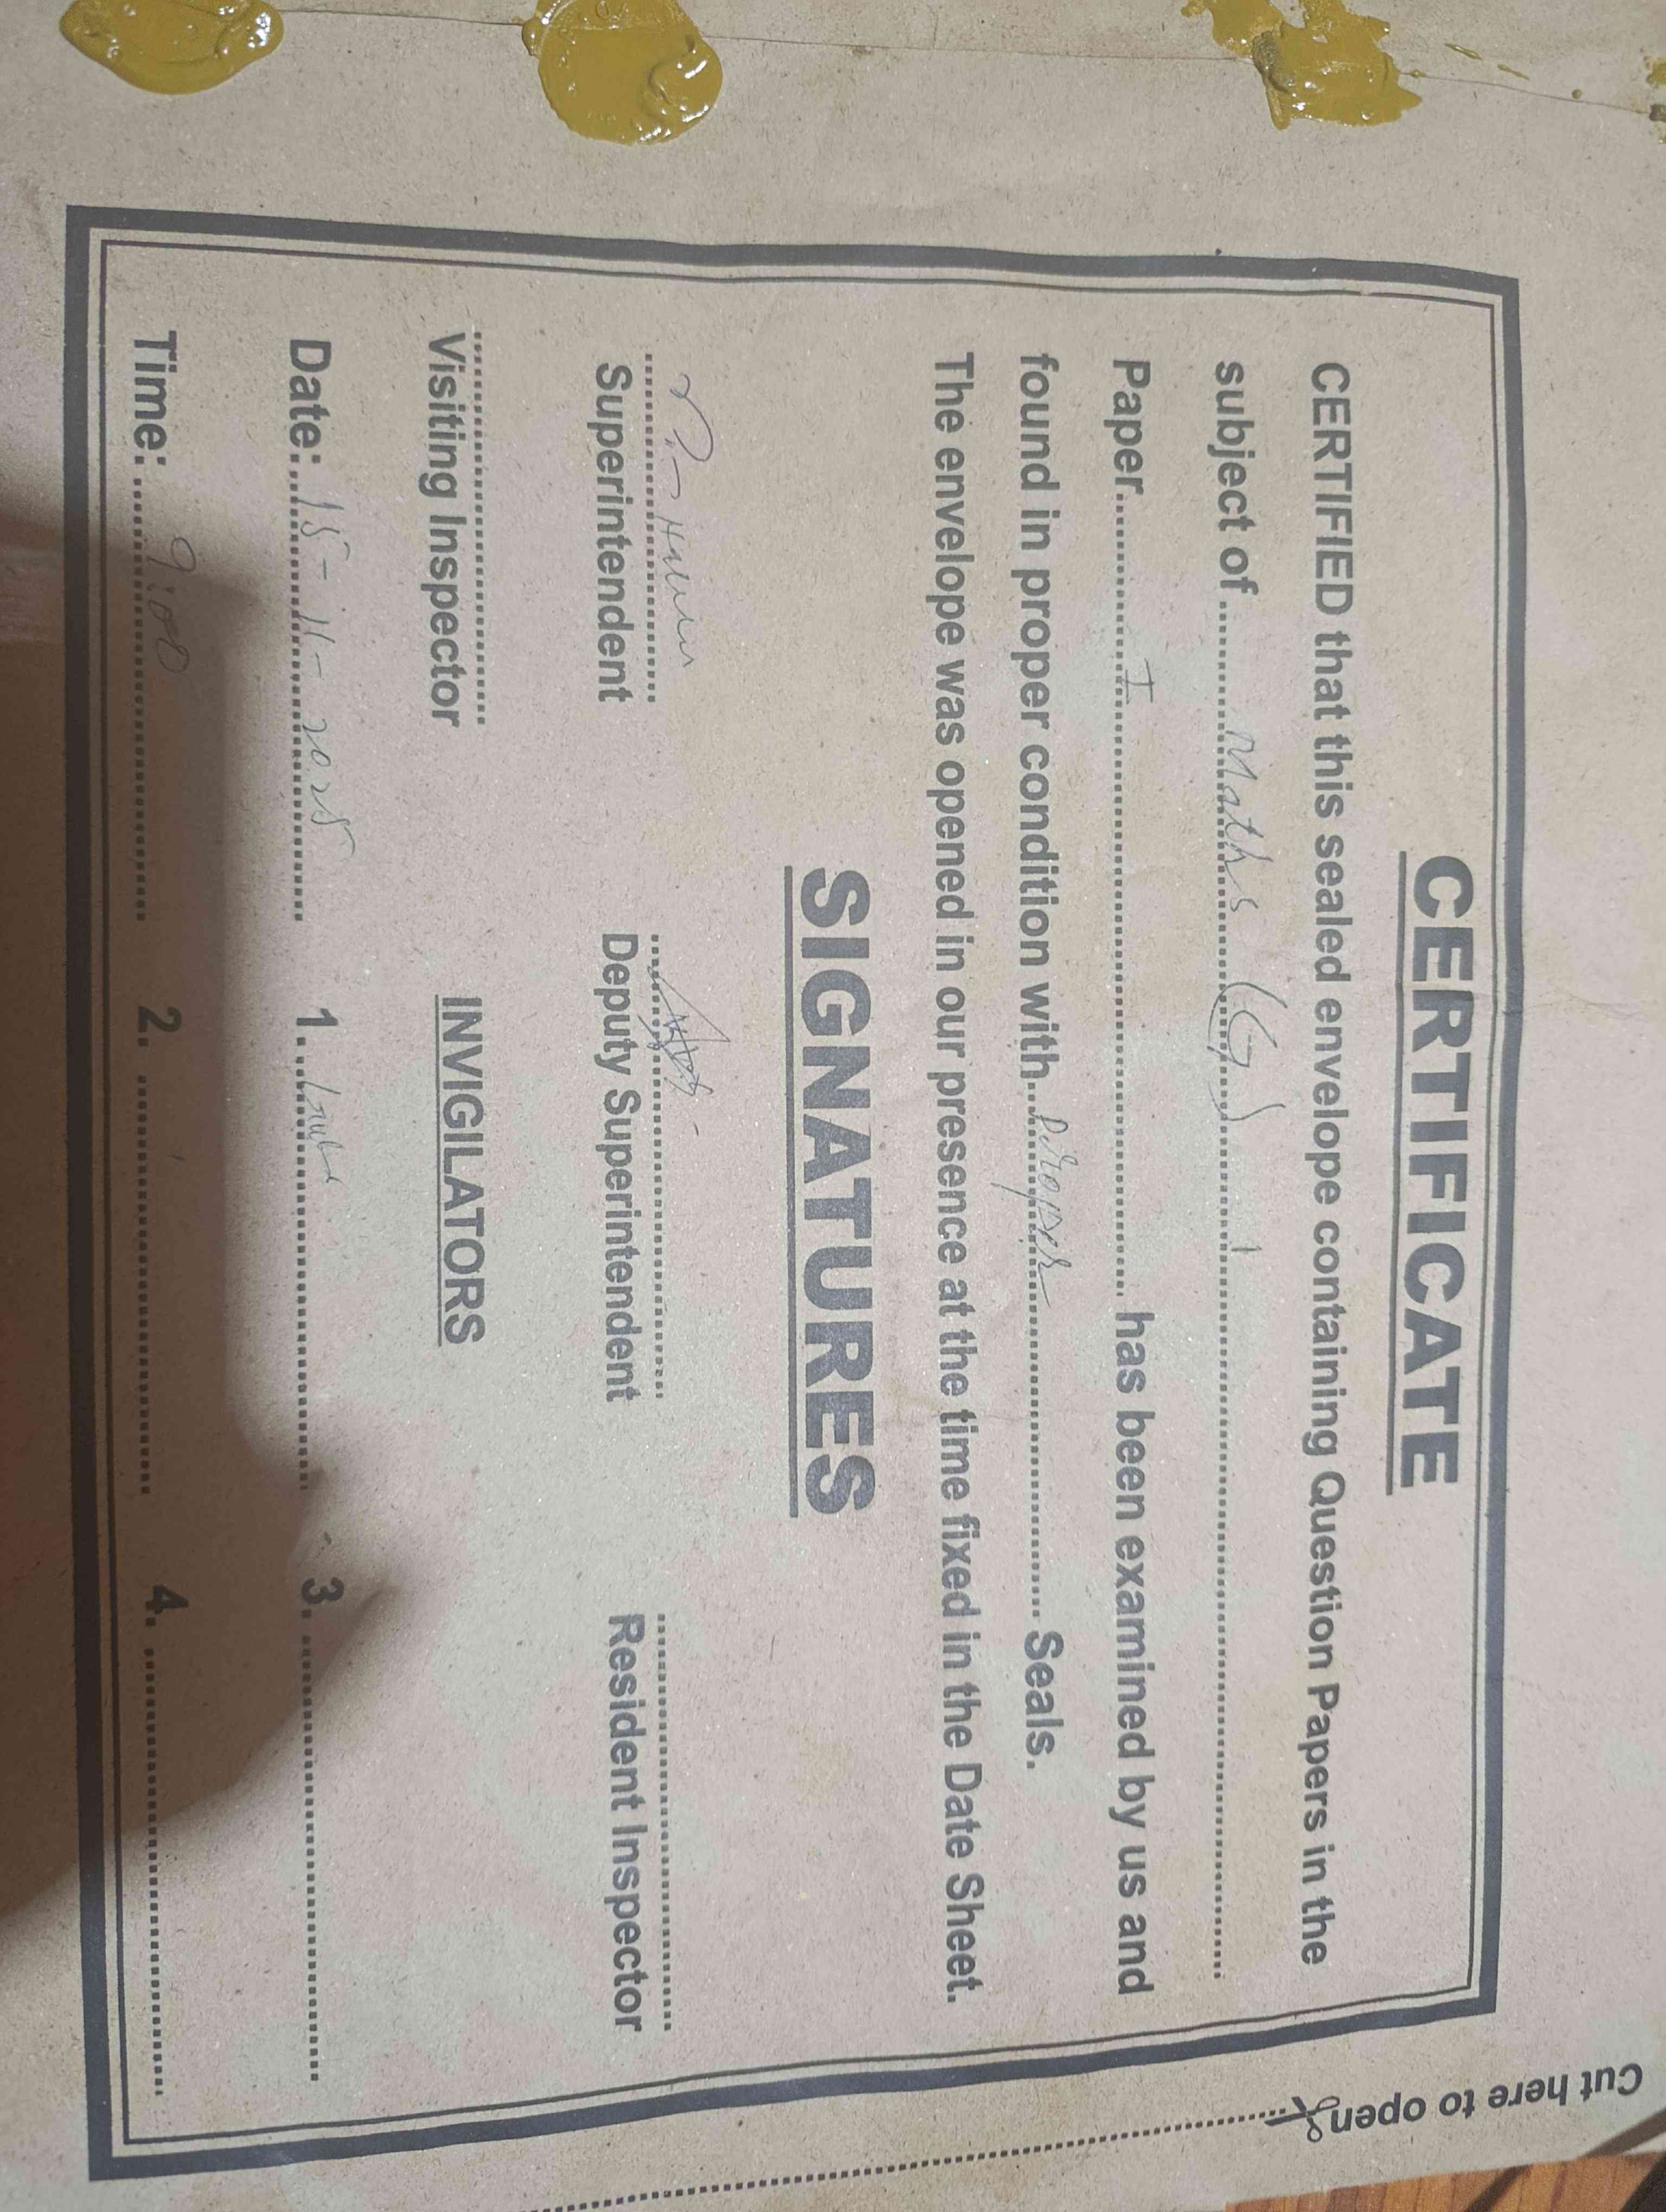 CERTIFICATE
CERTIFIED that this sealed envelope containing Question Papers in the
subject of ........ Maths (G) ........
Paper........ I ........ has been examined by us and
found in proper condition with........ proper ........ Seals.
The envelope was opened in our presence at the time fixed in the Date Sheet.
SIGNATURES
Superintendent Deputy Superintendent Resident Inspector
Visiting Inspector INVIGILATORS
Date: 15-11-2025 1. ........ 3. ........
Time: 9:00 2. ........ 4. ........
Cut here to open